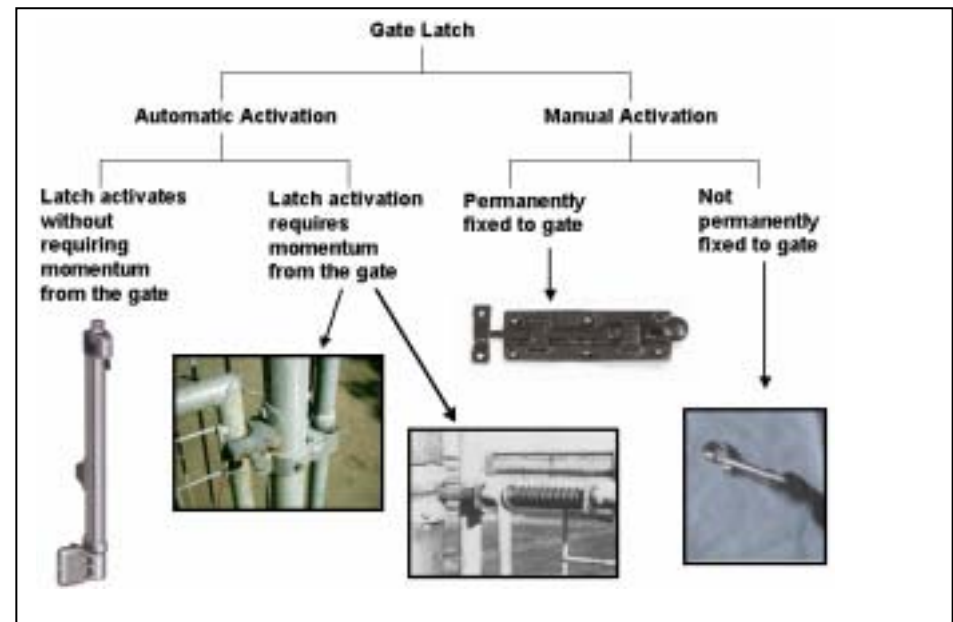 Gate Latch
Automatic Activation
Manual Activation
Latch activates
without
requiring
momentum
from the gate
Latch activation
requires
momentum
from the gate
Permanently
fixed to gate
Not
permanently
fixed to gate